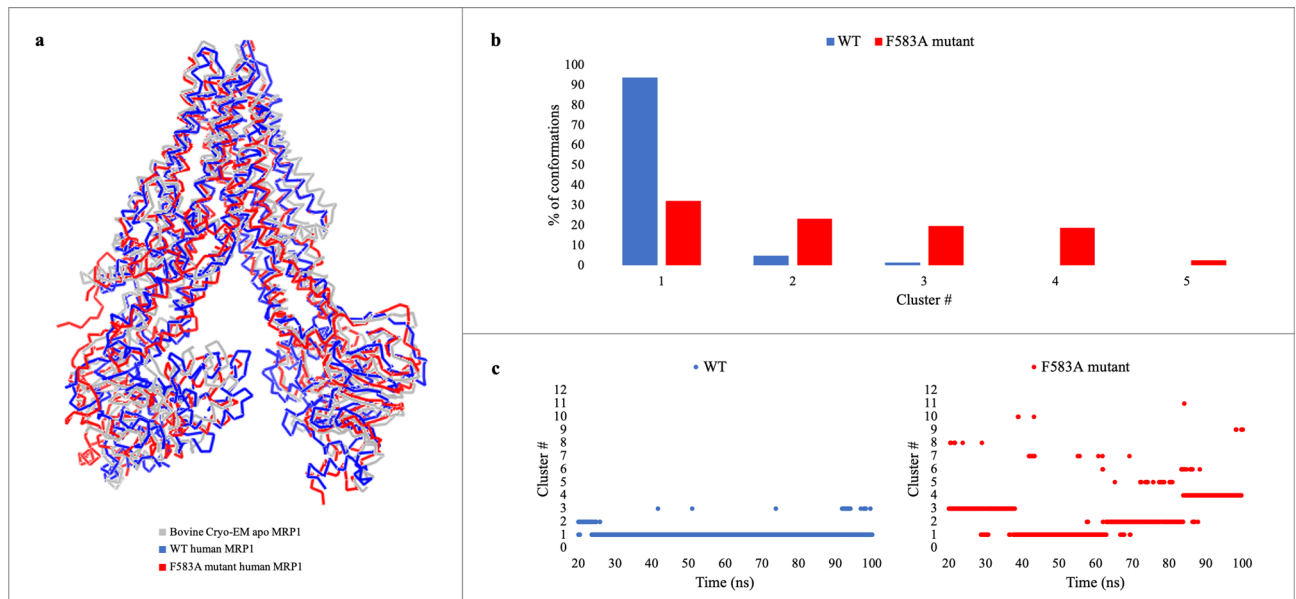 a
Bovine Cryo-EM apo MRP1
WT human MRP1
F583A mutant human MRP1
b
WT F583A mutant
% of conformations
100
90
80
70
60
50
40
30
20
10
0
1 2 3 4 5
Cluster #
c
WT
Cluster #
12
11
10
9
8
7
6
5
4
3
2
1
0
20 30 40 50 60 70 80 90 100
Time (ns)
F583A mutant
Cluster #
12
11
10
9
8
7
6
5
4
3
2
1
0
20 30 40 50 60 70 80 90 100
Time (ns)